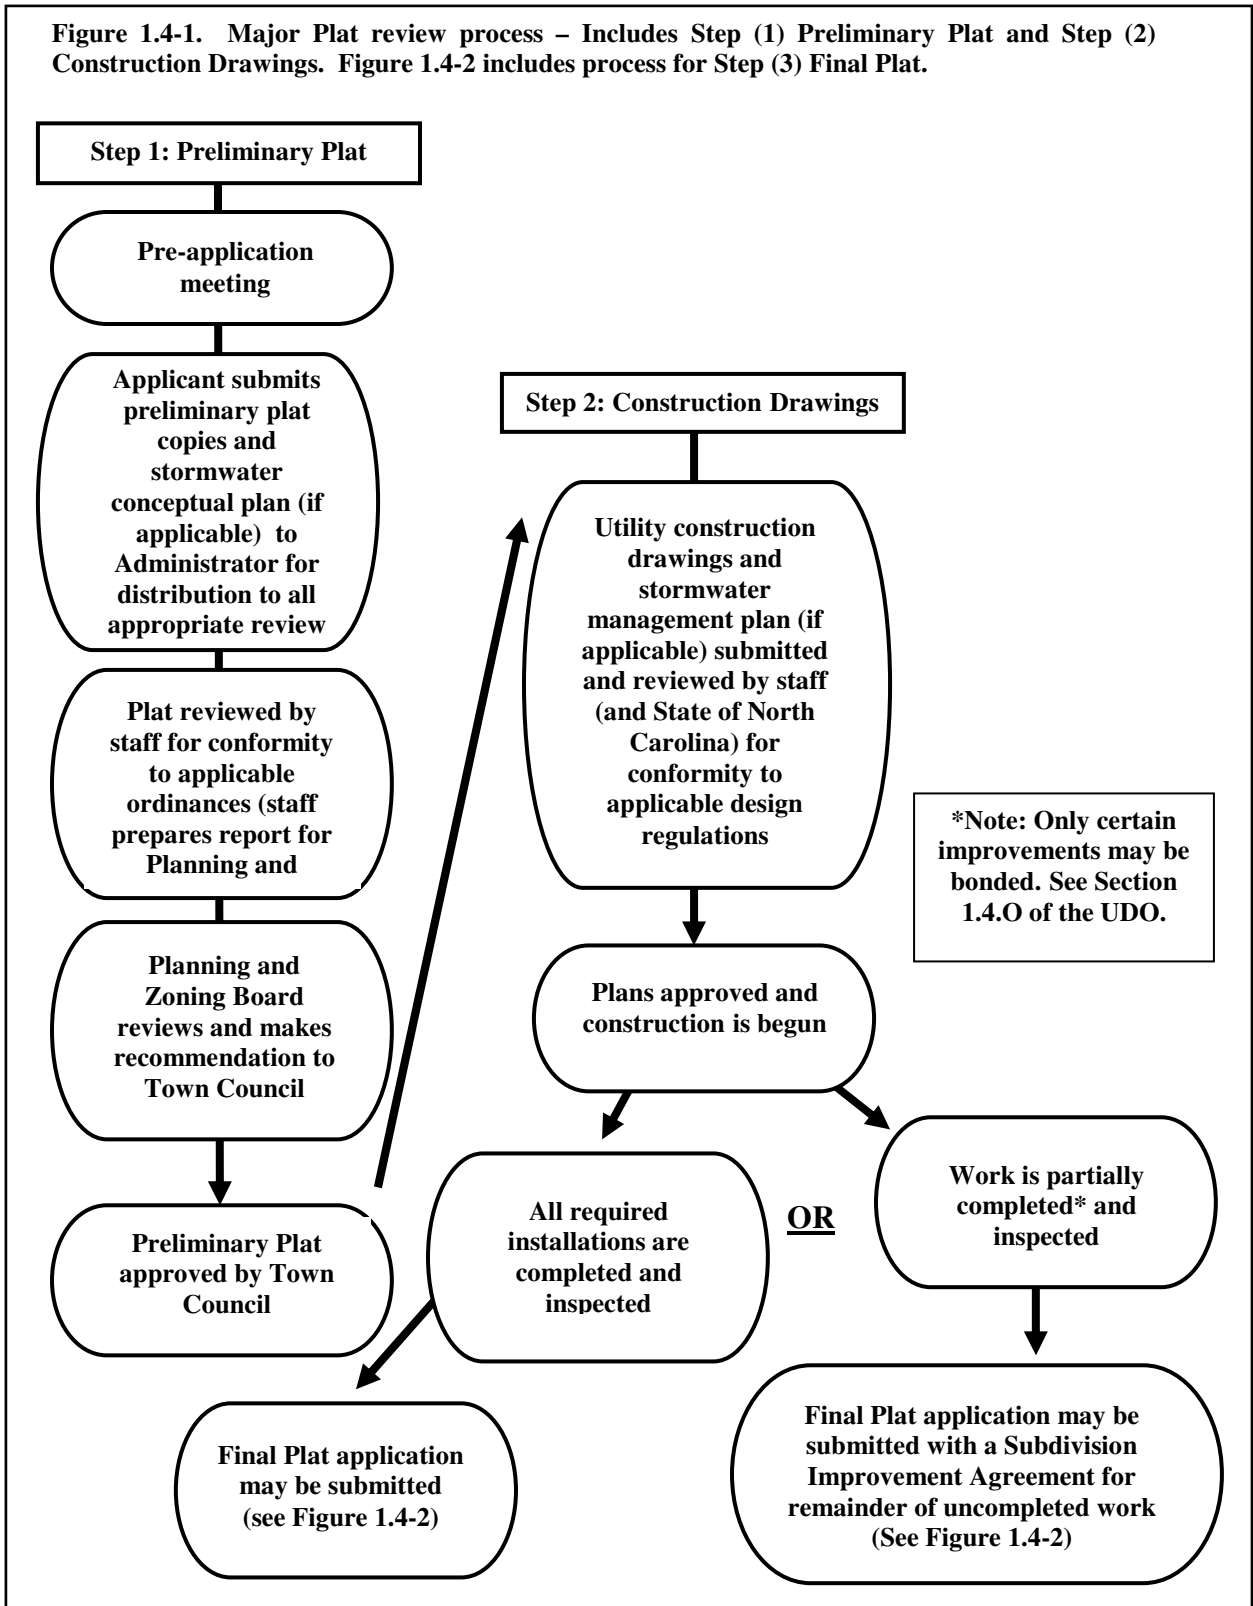 Figure 1.4-1. Major Plat review process – Includes Step (1) Preliminary Plat and Step (2)
Construction Drawings. Figure 1.4-2 includes process for Step (3) Final Plat.
Step 1: Preliminary Plat
Pre-application
meeting
Applicant submits
preliminary plat
copies and
stormwater
conceptual plan (if
applicable) to
Administrator for
distribution to all
appropriate review
Plat reviewed by
staff for conformity
to applicable
ordinances (staff
prepares report for
Planning and
Planning and
Zoning Board
reviews and makes
recommendation to
Town Council
Preliminary Plat
approved by Town
Council
Step 2: Construction Drawings
Utility construction
drawings and
stormwater
management plan (if
applicable) submitted
and reviewed by staff
(and State of North
Carolina) for
conformity to
applicable design
regulations
*Note: Only certain
improvements may be
bonded. See Section
1.4.O of the UDO.
Plans approved and
construction is begun
All required
installations are
completed and
inspected
OR
Work is partially
completed* and
inspected
Final Plat application
may be submitted
(see Figure 1.4-2)
Final Plat application may be
submitted with a Subdivision
Improvement Agreement for
remainder of uncompleted work
(See Figure 1.4-2)